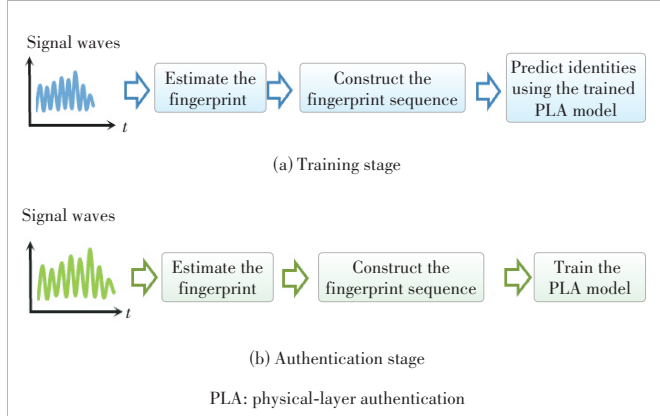 Signal waves
Estimate the
fingerprint
Construct the
fingerprint sequence
Predict identities
using the trained
PLA model
t
(a) Training stage
Signal waves
Estimate the
fingerprint
Construct the
fingerprint sequence
Train the
PLA model
t
(b) Authentication stage
PLA: physical-layer authentication